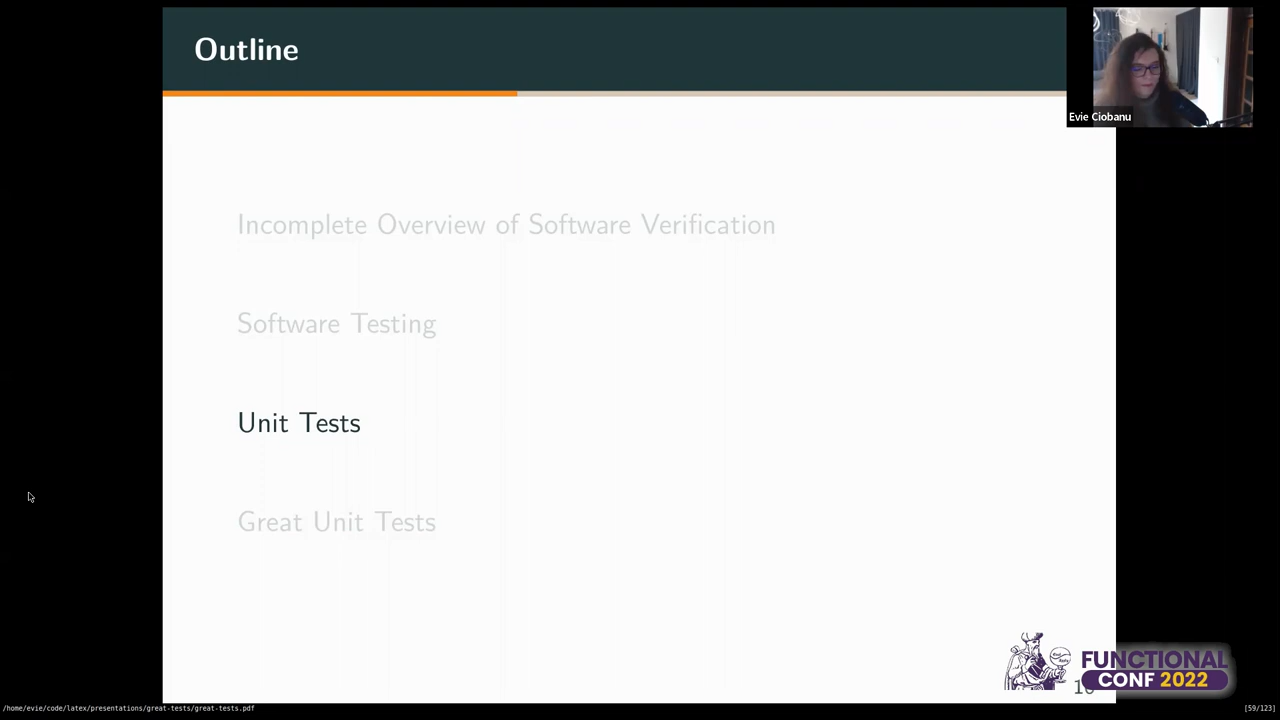 Outline
Evie Ciobanu
Incomplete Overview of Software Verification
Software Testing
Unit Tests
Great Unit Tests
FUNCTIONAL
CONF 2022
/home/evie/code/latex/presentations/great-tests/great-tests.pdf
[59/123]